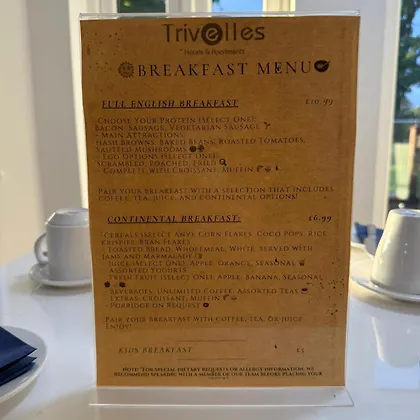 Trivelles
Hotels & Apartments
BREAKFAST MENU
FULL ENGLISH BREAKFAST £10.99
Choose Your Protein (Select One):
Bacon, Sausage, Vegetarian Sausage
- Main Attractions:
Hash Browns, Baked Beans, Roasted Tomatoes,
Sauteed Mushrooms
- Egg Options (Select One):
Scrambled, Poached, Fried
- Complete with Croissant, Muffin
Pair your breakfast with a selection that includes
coffee, tea, juice, and continental options!
CONTINENTAL BREAKFAST: £6.99
Cereals (Select Any): Corn Flakes, Coco Pops, Rice
Krispies, Bran Flakes
Toasted Bread: Wholemeal, White, Served with
Jams and Marmalade
Juice (Select One): Apple, Orange, Seasonal
Assorted Yogurts
Fresh Fruit (Select One): Apple, Banana, Seasonal
Beverages: Unlimited Coffee, Assorted Teas
Extras: Croissant, Muffin
Porridge on Request
Pair your breakfast with coffee, tea, or juice.
Enjoy!
KIDS BREAKFAST £5
Note: For special dietary requests or allergy information, we
recommend speaking with a member of our team before placing your